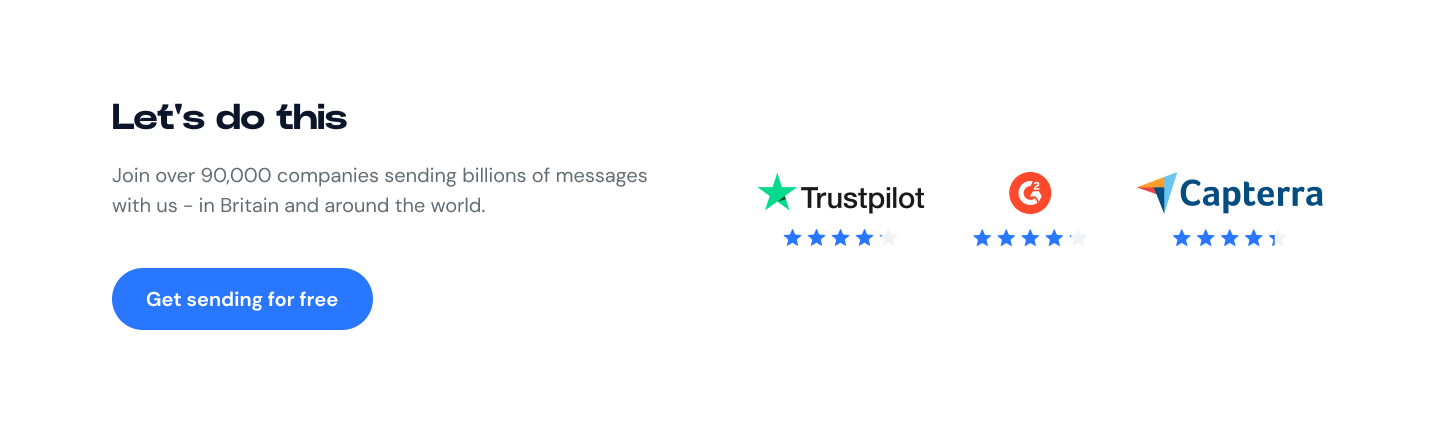 Let's do this
Join over 90,000 companies sending billions of messages
with us - in Britain and around the world.
Get sending for free
Trustpilot
G2
Capterra